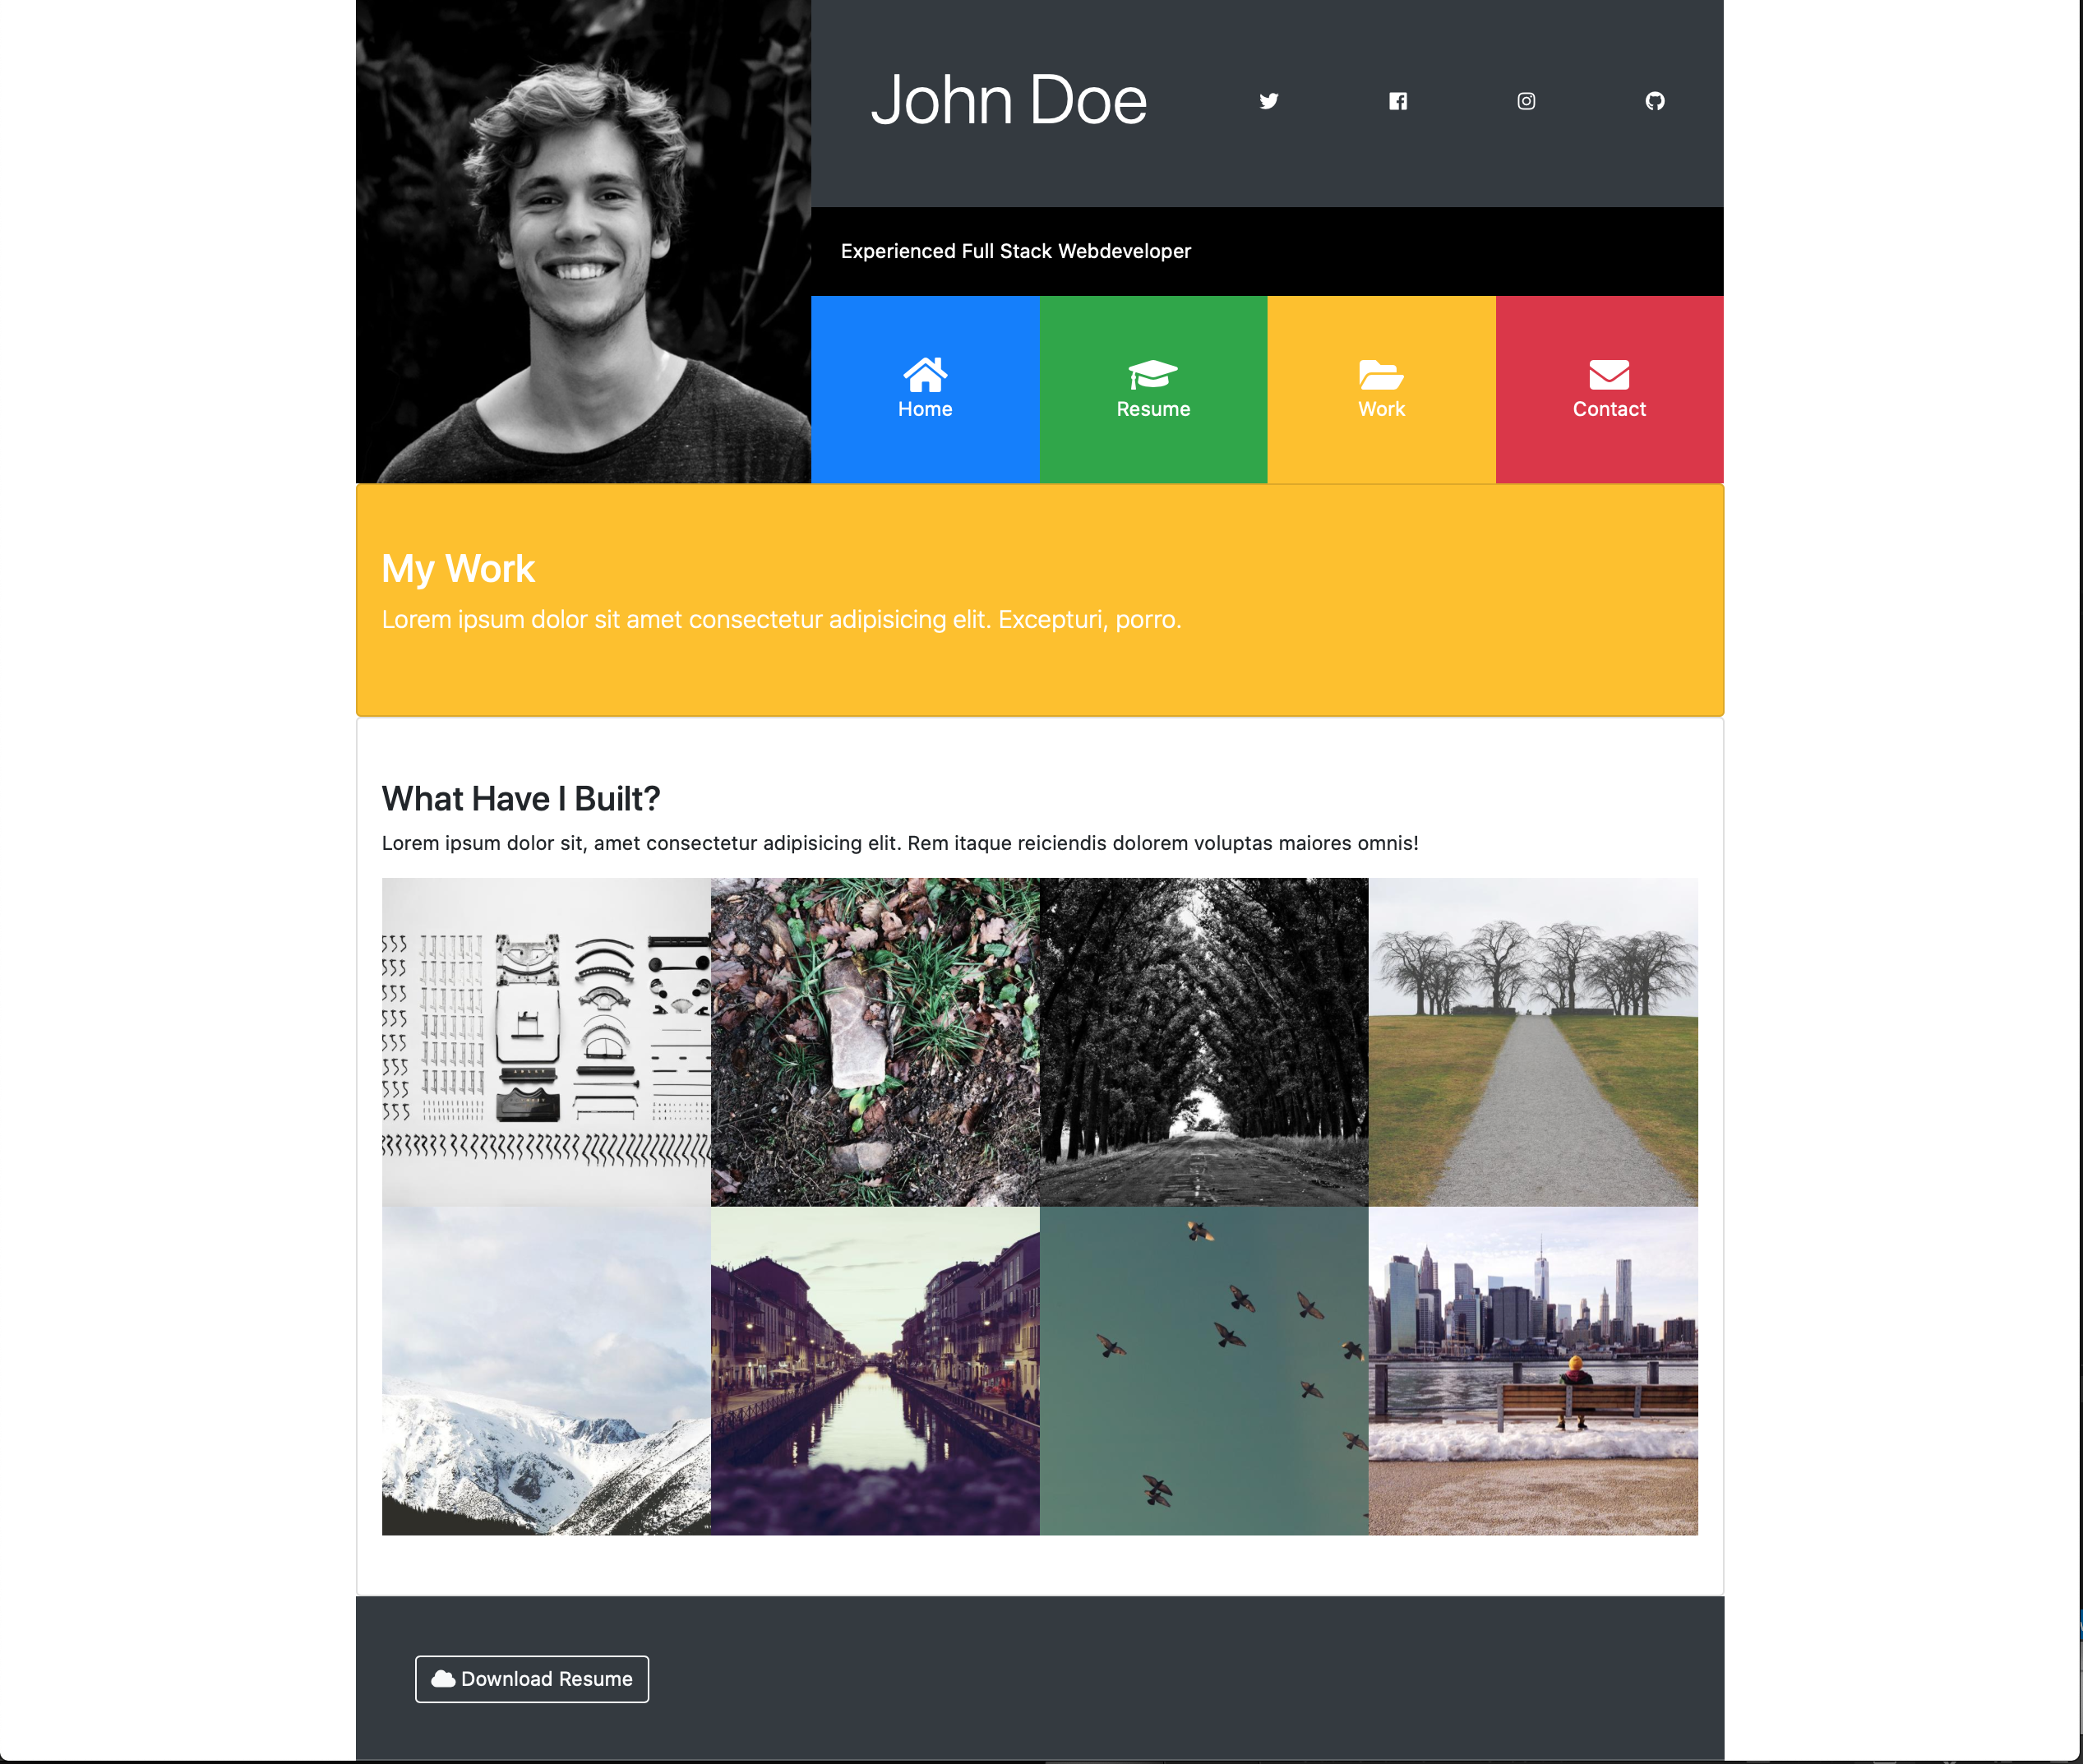 John Doe
Experienced Full Stack Webdeveloper
Home
Resume
Work
Contact
My Work
Lorem ipsum dolor sit amet consectetur adipisicing elit. Excepturi, porro.
What Have I Built?
Lorem ipsum dolor sit, amet consectetur adipisicing elit. Rem itaque reiciendis dolorem voluptas maiores omnis!
Download Resume